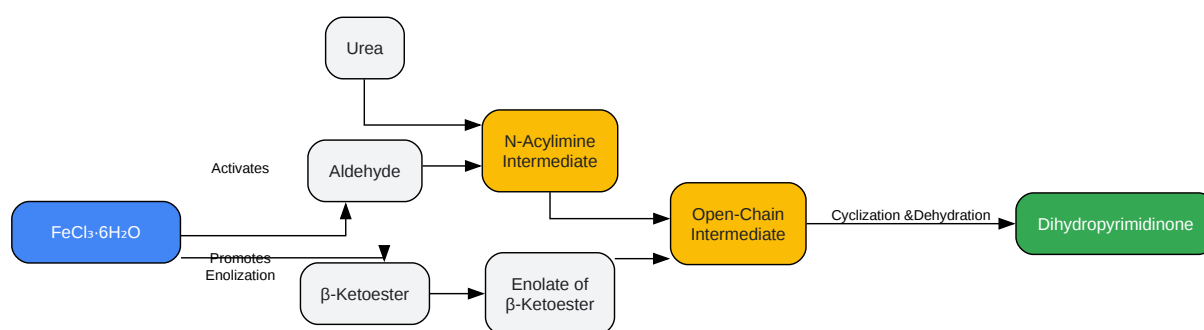 Urea
N-Acylimine
Intermediate
Activates
Aldehyde
FeCl₃·6H₂O
Open-Chain
Intermediate
Cyclization &Dehydration
Dihydropyrimidinone
Promotes
Enolization
β-Ketoester
Enolate of
β-Ketoester